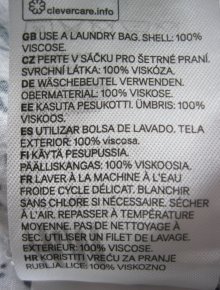 clevercare.info
GB USE A LAUNDRY BAG. SHELL: 100%
VISCOSE.
CZ PERTE V SÁČKU PRO ŠETRNÉ PRANÍ.
SVRCHNÍ LÁTKA: 100% VISKÓZA.
DE WÄSCHEBEUTEL VERWENDEN.
OBERMATERIAL: 100% VISKOSE.
EE KASUTA PESUKOTTI. ÜMBRIS: 100%
VISKOOS.
ES UTILIZAR BOLSA DE LAVADO. TELA
EXTERIOR: 100% viscosa.
FI KÄYTÄ PESUPUSSIA.
PÄÄLLISKANGAS: 100% VISKOOSIA
FR LAVER À LA MACHINE À L'EAU
FROIDE CYCLE DÉLICAT. BLANCHIR
SANS CHLORE SI NÉCESSAIRE. SÉCHER
À L'AIR. REPASSER À TEMPÉRATURE
MOYENNE. PAS DE NETTOYAGE À
SEC. UTILISER UN FILET DE LAVAGE.
EXTÉRIEUR: 100% VISCOSE.
HR KORISTITI VREĆU ZA PRANJE
RUBLJA. LICE: 100% VISKOZNO